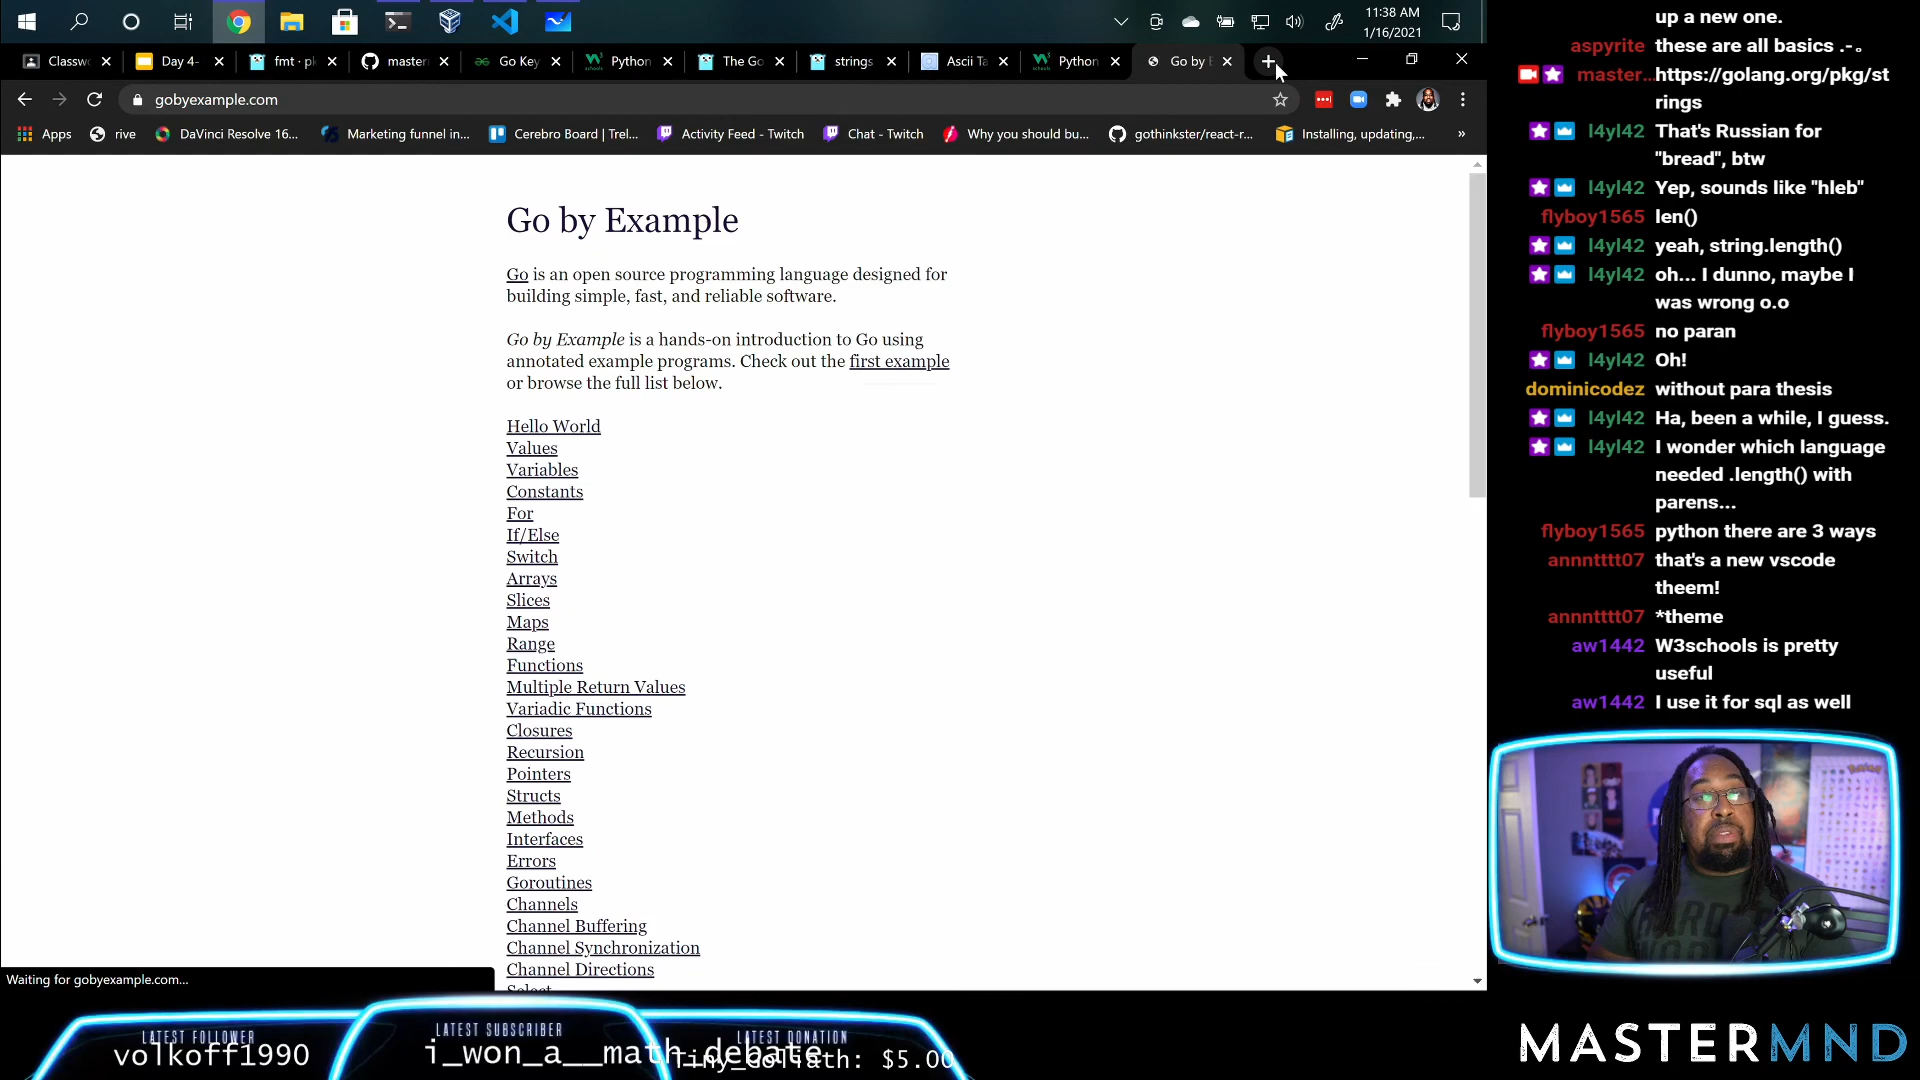 11:38 AM
1/16/2021
Classwo
Day 4-
fmt · pk
master
Go Key
Python
The Go
strings
Ascii Ta
Python
Go by E
gobyexample.com
Apps
rive
DaVinci Resolve 16...
Marketing funnel in...
Cerebro Board | Trel...
Activity Feed - Twitch
Chat - Twitch
Why you should bu...
gothinkster/react-r...
Installing, updating,...
»
Go by Example
Go is an open source programming language designed for
building simple, fast, and reliable software.
Go by Example is a hands-on introduction to Go using
annotated example programs. Check out the first example
or browse the full list below.
Hello World
Values
Variables
Constants
For
If/Else
Switch
Arrays
Slices
Maps
Range
Functions
Multiple Return Values
Variadic Functions
Closures
Recursion
Pointers
Structs
Methods
Interfaces
Errors
Goroutines
Channels
Channel Buffering
Channel Synchronization
Channel Directions
Select
Waiting for gobyexample.com...
up a new one.
aspyrite these are all basics .-。
master... https://golang.org/pkg/st
rings
l4yl42 That's Russian for
"bread", btw
l4yl42 Yep, sounds like "hleb"
flyboy1565 len()
l4yl42 yeah, string.length()
l4yl42 oh... I dunno, maybe I
was wrong o.o
flyboy1565 no paran
l4yl42 Oh!
dominicodez without para thesis
l4yl42 Ha, been a while, I guess.
l4yl42 I wonder which language
needed .length() with
parens...
flyboy1565 python there are 3 ways
annntttt07 that's a new vscode
theem!
annntttt07 *theme
aw1442 W3schools is pretty
useful
aw1442 I use it for sql as well
LATEST FOLLOWER
volkoff1990
LATEST SUBSCRIBER
i_won_a__math_debate
LATEST DONATION
Tiny_Goliath: $5.00
MASTERMND